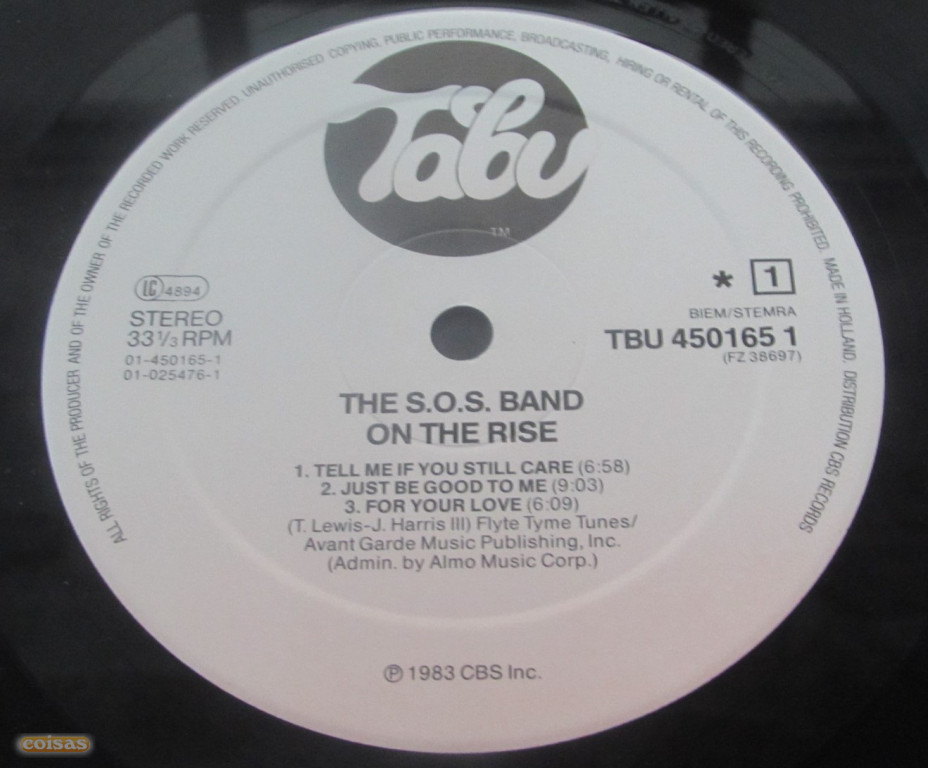 ALL RIGHTS OF THE PRODUCER AND OF THE OWNER OF THE RECORDED WORK RESERVED. UNAUTHORISED COPYING, PUBLIC PERFORMANCE, BROADCASTING, HIRING OR RENTAL OF THIS RECORDING PROHIBITED. MADE IN HOLLAND. DISTRIBUTION CBS RECORDS
Tabu
TM
LC 4894
STEREO
33 1/3 RPM
01-450165-1
01-025476-1
* 1
BIEM/STEMRA
TBU 450165 1
(FZ 38697)
THE S.O.S. BAND
ON THE RISE
1. TELL ME IF YOU STILL CARE (6:58)
2. JUST BE GOOD TO ME (9:03)
3. FOR YOUR LOVE (6:09)
(T. Lewis-J. Harris III) Flyte Tyme Tunes/
Avant Garde Music Publishing, Inc.
(Admin. by Almo Music Corp.)
℗ 1983 CBS Inc.
coisas